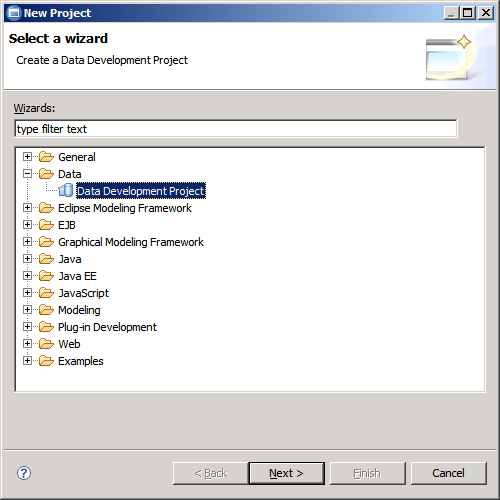 New Project
Select a wizard
Create a Data Development Project
Wizards:
type filter text
General
Data
Data Development Project
Eclipse Modeling Framework
EJB
Graphical Modeling Framework
Java
Java EE
JavaScript
Modeling
Plug-in Development
Web
Examples
? < Back Next > Finish Cancel